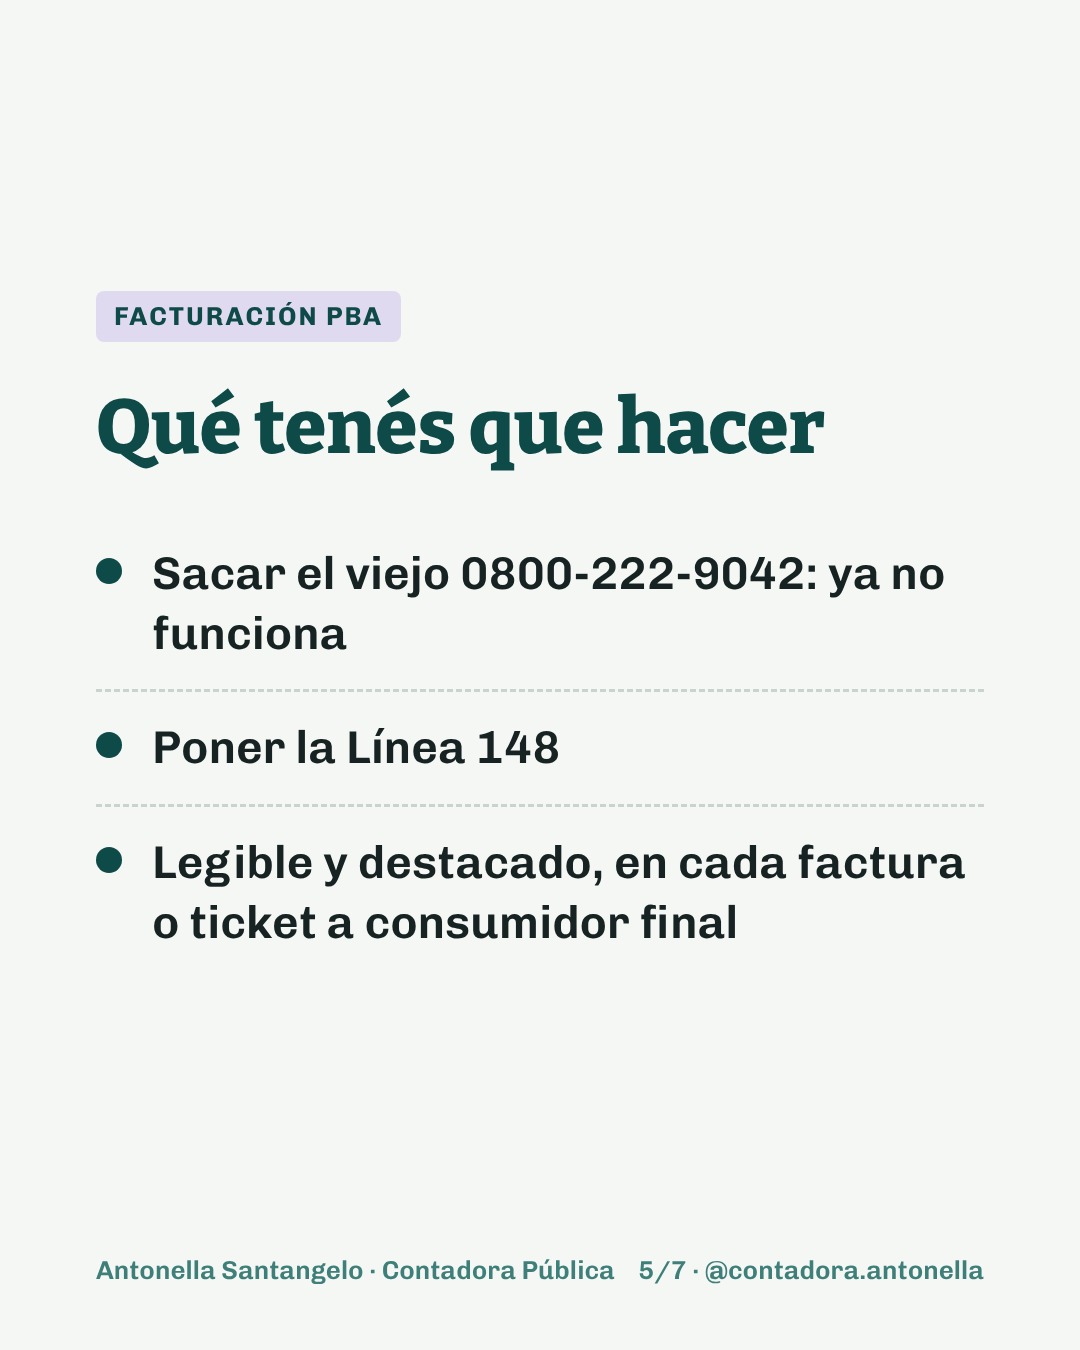 FACTURACIÓN PBA
Qué tenés que hacer
Sacar el viejo 0800-222-9042: ya no
funciona
Poner la Línea 148
Legible y destacado, en cada factura
o ticket a consumidor final
Antonella Santangelo · Contadora Pública 5/7 · @contadora.antonella